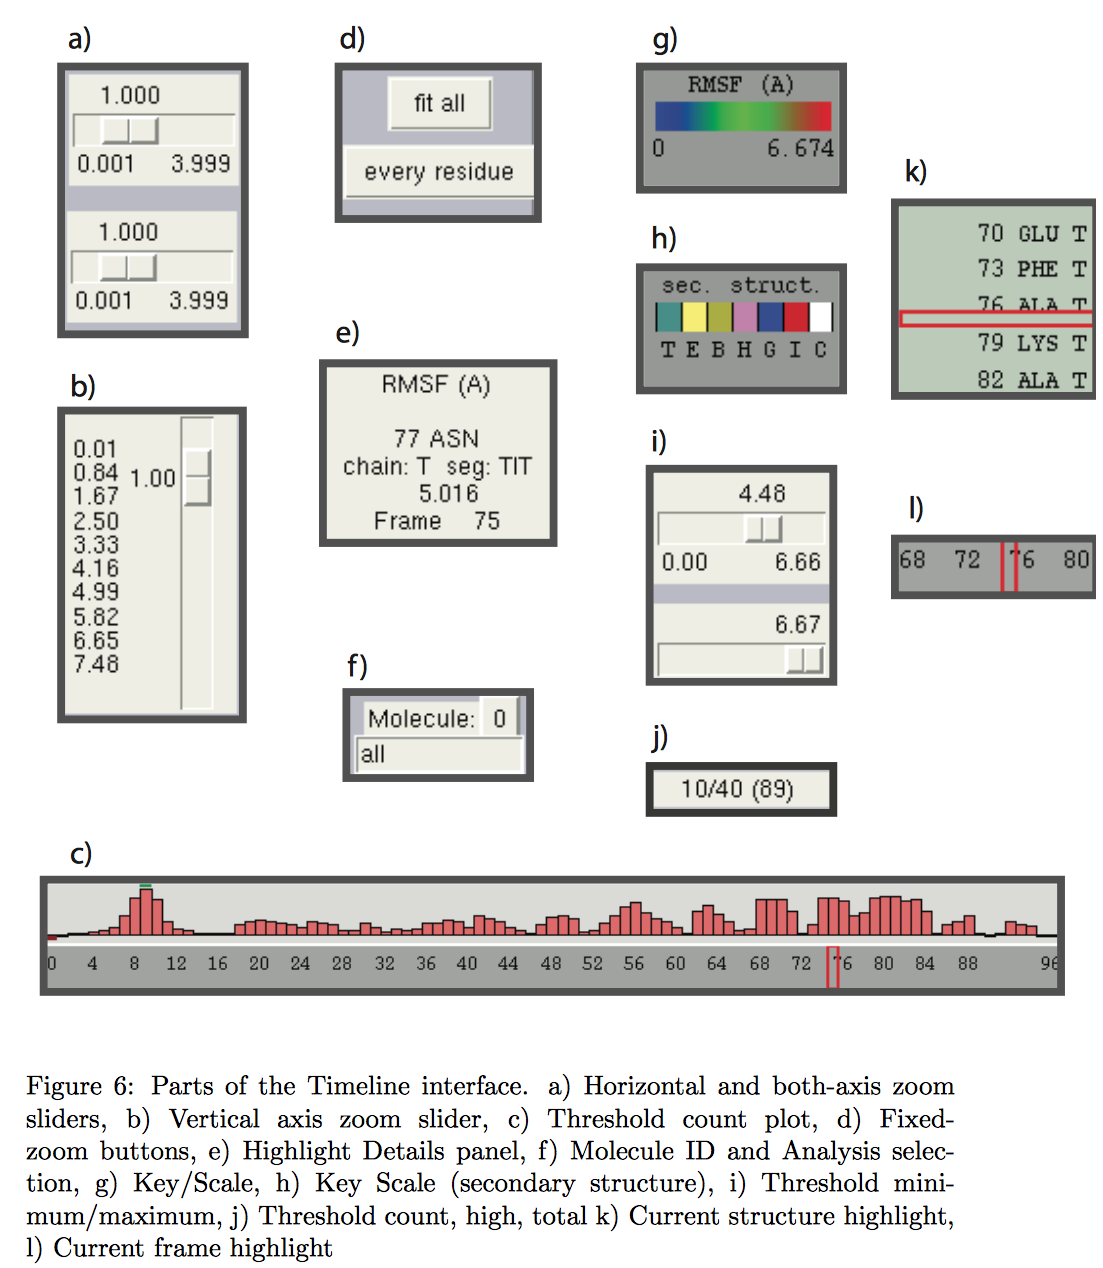 a)
1.000
0.001 3.999
1.000
0.001 3.999
b)
0.01
0.84
1.00
1.67
2.50
3.33
4.16
4.99
5.82
6.65
7.48
d)
fit all
every residue
e)
RMSF (A)
77 ASN
chain: T seg: TIT
5.016
Frame 75
f)
Molecule: 0
all
g)
RMSF (A)
0 6.674
h)
sec. struct.
T E B H G I C
i)
4.48
0.00 6.66
6.67
j)
10/40 (89)
k)
70 GLU T
73 PHE T
76 ALA T
79 LYS T
82 ALA T
l)
68 72 76 80
c)
0 4 8 12 16 20 24 28 32 36 40 44 48 52 56 60 64 68 72 76 80 84 88 96
Figure 6: Parts of the Timeline interface. a) Horizontal and both-axis zoom
sliders, b) Vertical axis zoom slider, c) Threshold count plot, d) Fixed-
zoom buttons, e) Highlight Details panel, f) Molecule ID and Analysis selec-
tion, g) Key/Scale, h) Key Scale (secondary structure), i) Threshold mini-
mum/maximum, j) Threshold count, high, total k) Current structure highlight,
l) Current frame highlight